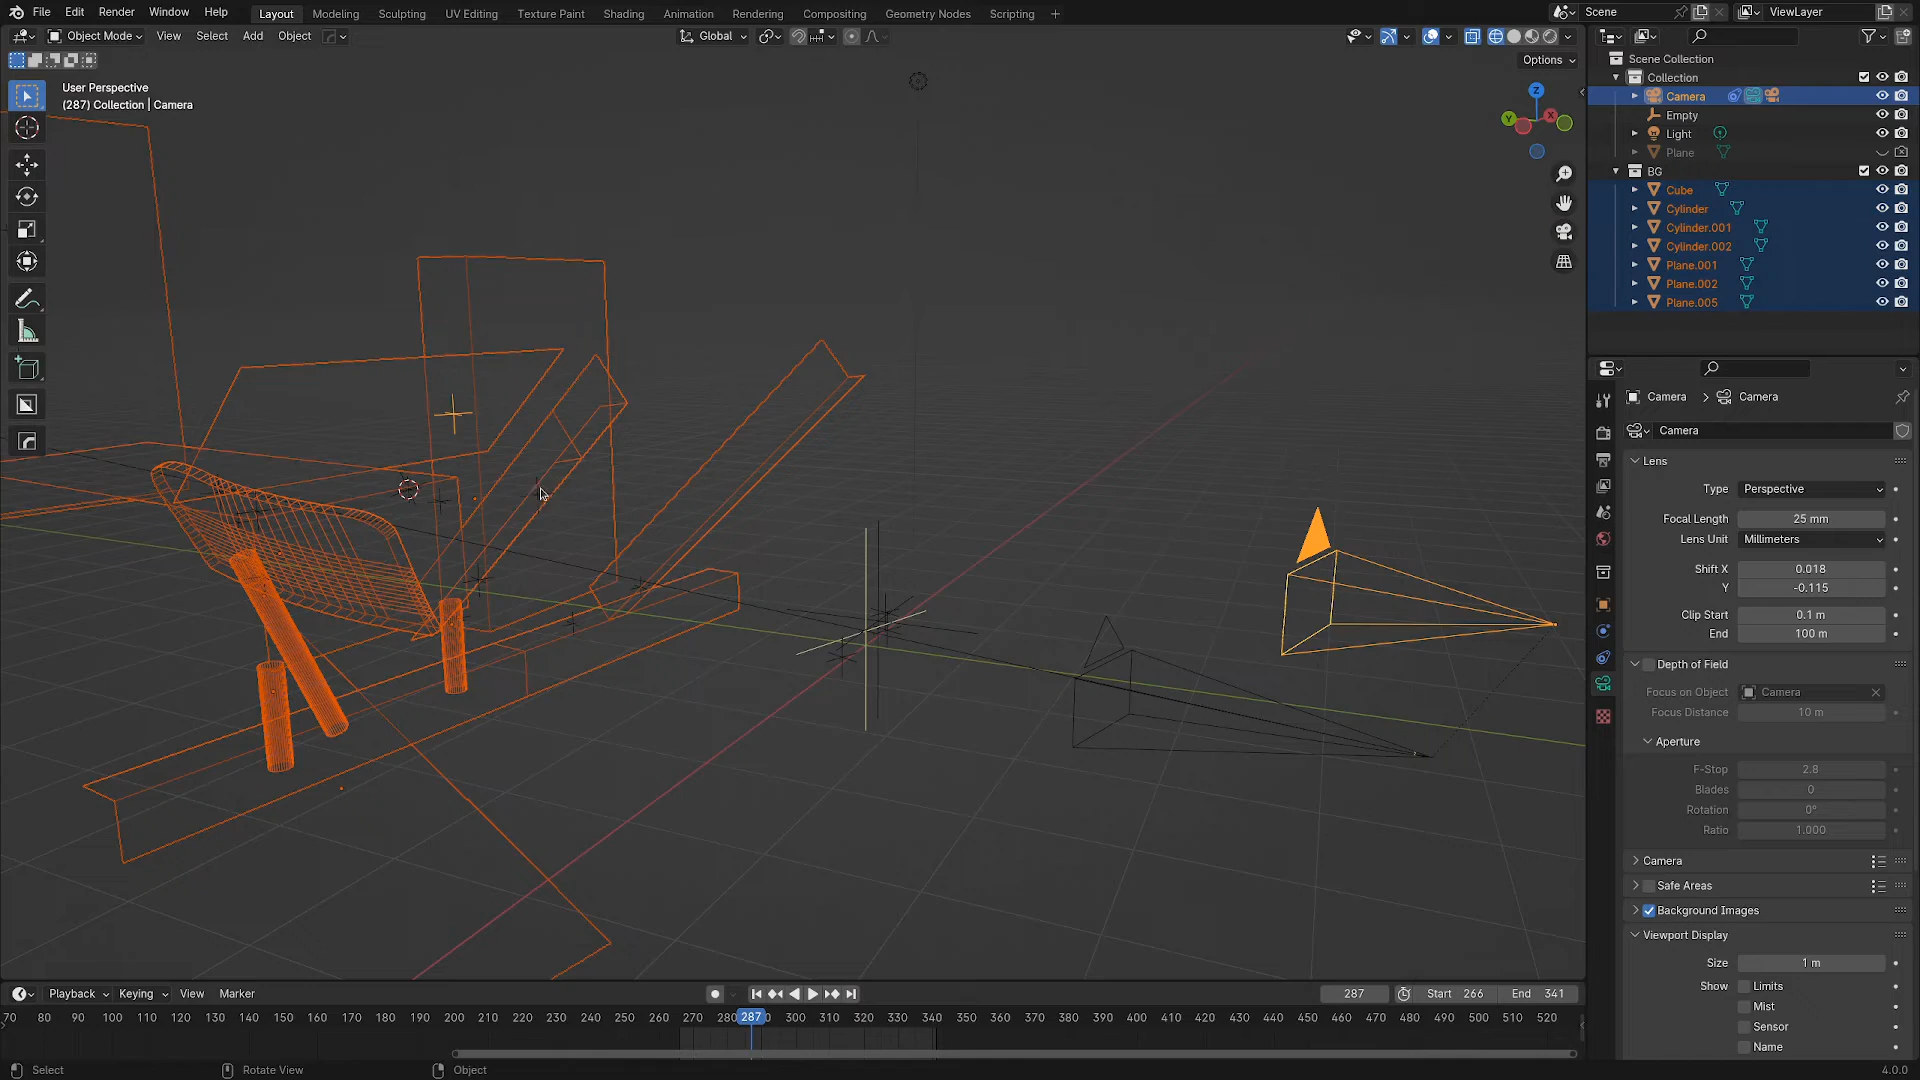 File Edit Render Window Help Layout Modeling Sculpting UV Editing Texture Paint Shading Animation Rendering Compositing Geometry Nodes Scripting + Scene ViewLayer
Object Mode View Select Add Object Global
Options
User Perspective
(287) Collection | Camera
Z
Y
X
Scene Collection
Collection
Camera
Empty
Light
Plane
BG
Cube
Cylinder
Cylinder.001
Cylinder.002
Plane.001
Plane.002
Plane.005
Camera > Camera
Camera
Lens
Type Perspective
Focal Length 25 mm
Lens Unit Millimeters
Shift X 0.018
Y -0.115
Clip Start 0.1 m
End 100 m
Depth of Field
Focus on Object Camera
Focus Distance 10 m
Aperture
F-Stop 2.8
Blades 0
Rotation 0°
Ratio 1.000
Camera
Safe Areas
Background Images
Viewport Display
Size 1 m
Show Limits
Mist
Sensor
Name
Playback Keying View Marker 287 Start 266 End 341
70 80 90 100 110 120 130 140 150 160 170 180 190 200 210 220 230 240 250 260 270 280 287 300 310 320 330 340 350 360 370 380 390 400 410 420 430 440 450 460 470 480 490 500 510 520
Select Rotate View Object 4.0.0